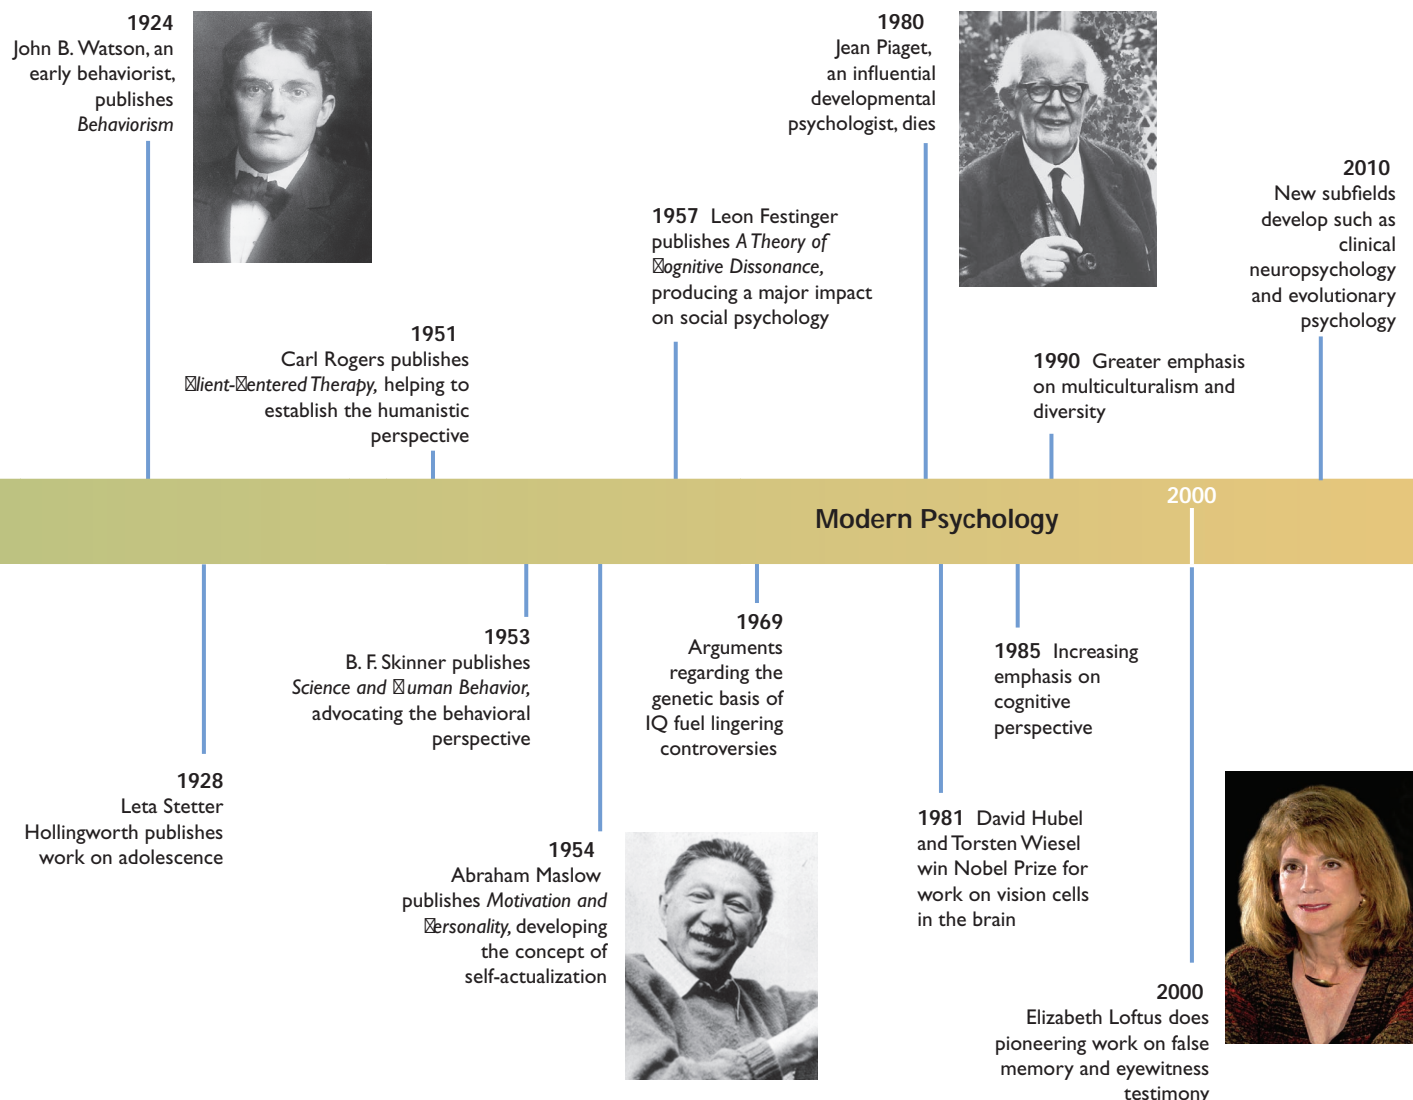 1924
John B. Watson, an
early behaviorist,
publishes
Behaviorism
1951
Carl Rogers publishes
☒lient-☒entered Therapy, helping to
establish the humanistic
perspective
1957 Leon Festinger
publishes A Theory of
☒ognitive Dissonance,
producing a major impact
on social psychology
1980
Jean Piaget,
an influential
developmental
psychologist, dies
1990 Greater emphasis
on multiculturalism and
diversity
2010
New subfields
develop such as
clinical
neuropsychology
and evolutionary
psychology
Modern Psychology
2000
1928
Leta Stetter
Hollingworth publishes
work on adolescence
1953
B. F. Skinner publishes
Science and ☒uman Behavior,
advocating the behavioral
perspective
1954
Abraham Maslow
publishes Motivation and
☒ersonality, developing
the concept of
self-actualization
1969
Arguments
regarding the
genetic basis of
IQ fuel lingering
controversies
1981 David Hubel
and Torsten Wiesel
win Nobel Prize for
work on vision cells
in the brain
1985 Increasing
emphasis on
cognitive
perspective
2000
Elizabeth Loftus does
pioneering work on false
memory and eyewitness
testimony